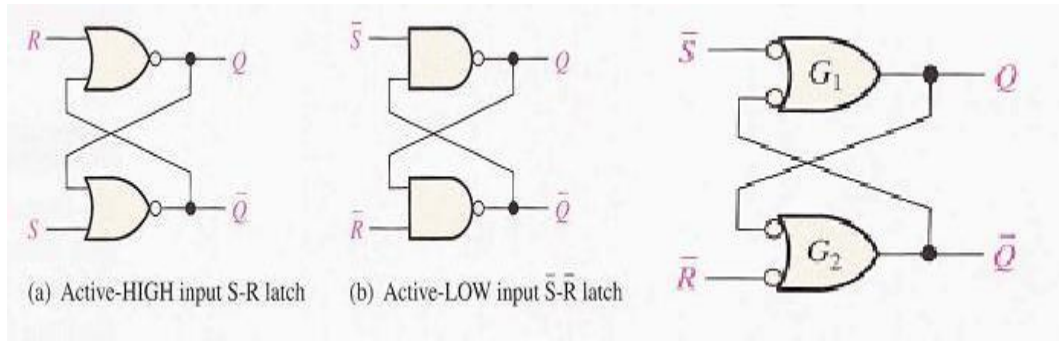 R
Q
S
Q̅
(a) Active-HIGH input S-R latch
S̅
Q
R̅
Q̅
(b) Active-LOW input S̅-R̅ latch
S̅
G₁
Q
G₂
R̅
Q̅